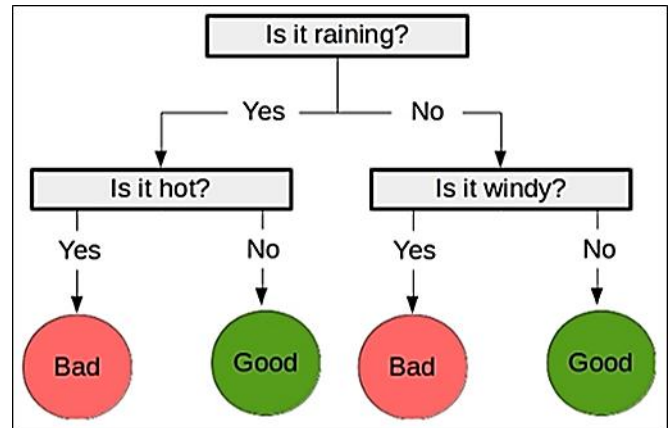 Is it raining?
Yes
No
Is it hot?
Is it windy?
Yes
No
Yes
No
Bad
Good
Bad
Good